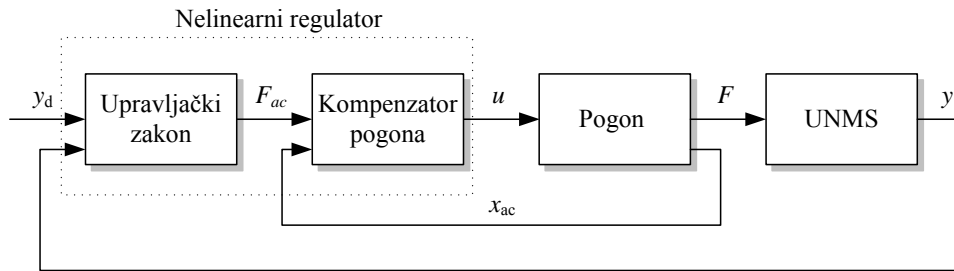 Nelinearni regulator
y_d
Upravljački
zakon
F_ac
Kompenzator
pogona
u
Pogon
F
UNMS
y
x_ac